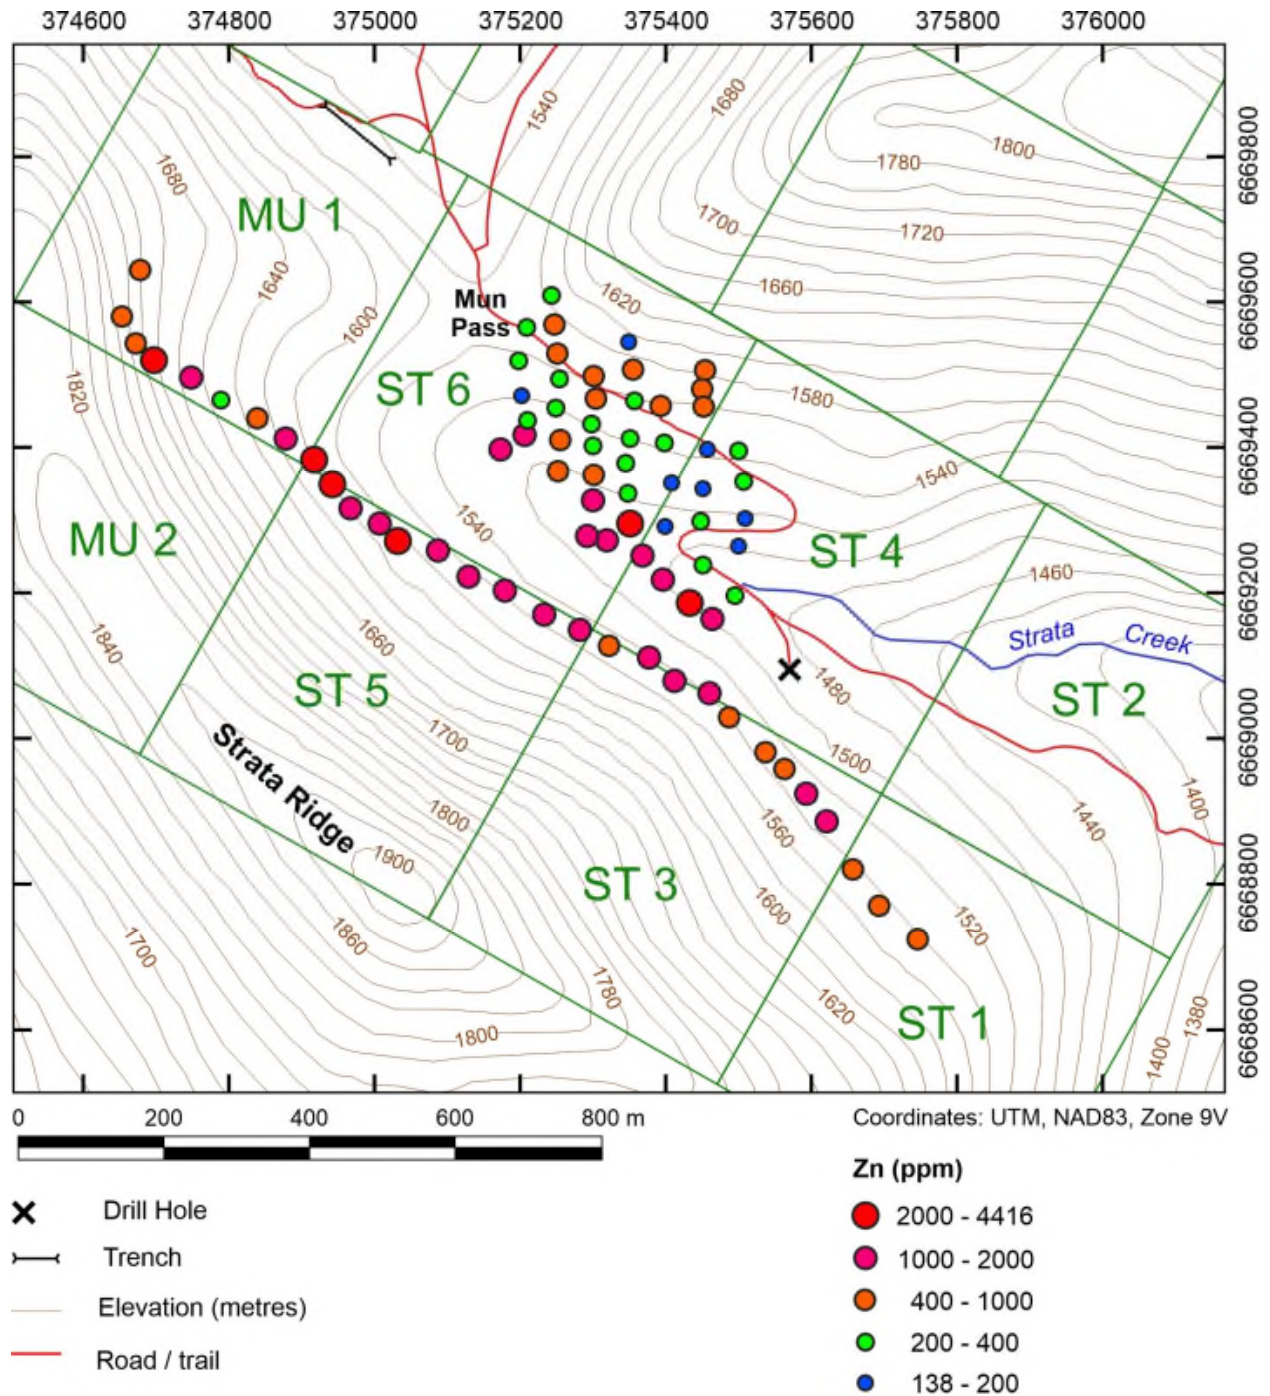 374600 374800 375000 375200 375400 375600 375800 376000
6669800
6669600
6669400
6669200
6669000
6668800
6668600
1540
1680
1800
1780
1680
MU 1
1700
1720
1640
1660
Mun
Pass
1620
1600
1820
ST 6
1580
1540
MU 2
1540
ST 4
1460
Strata Creek
1840
1660
1480
ST 5
ST 2
Strata Ridge
1700
1500
1400
1800
1560
1440
1900
ST 3
1600
1520
1860
1700
1780
1620
ST 1
1380
1800
1400
0 200 400 600 800 m
Coordinates: UTM, NAD83, Zone 9V
Zn (ppm)
Drill Hole
2000 - 4416
Trench
1000 - 2000
Elevation (metres)
400 - 1000
Road / trail
200 - 400
138 - 200